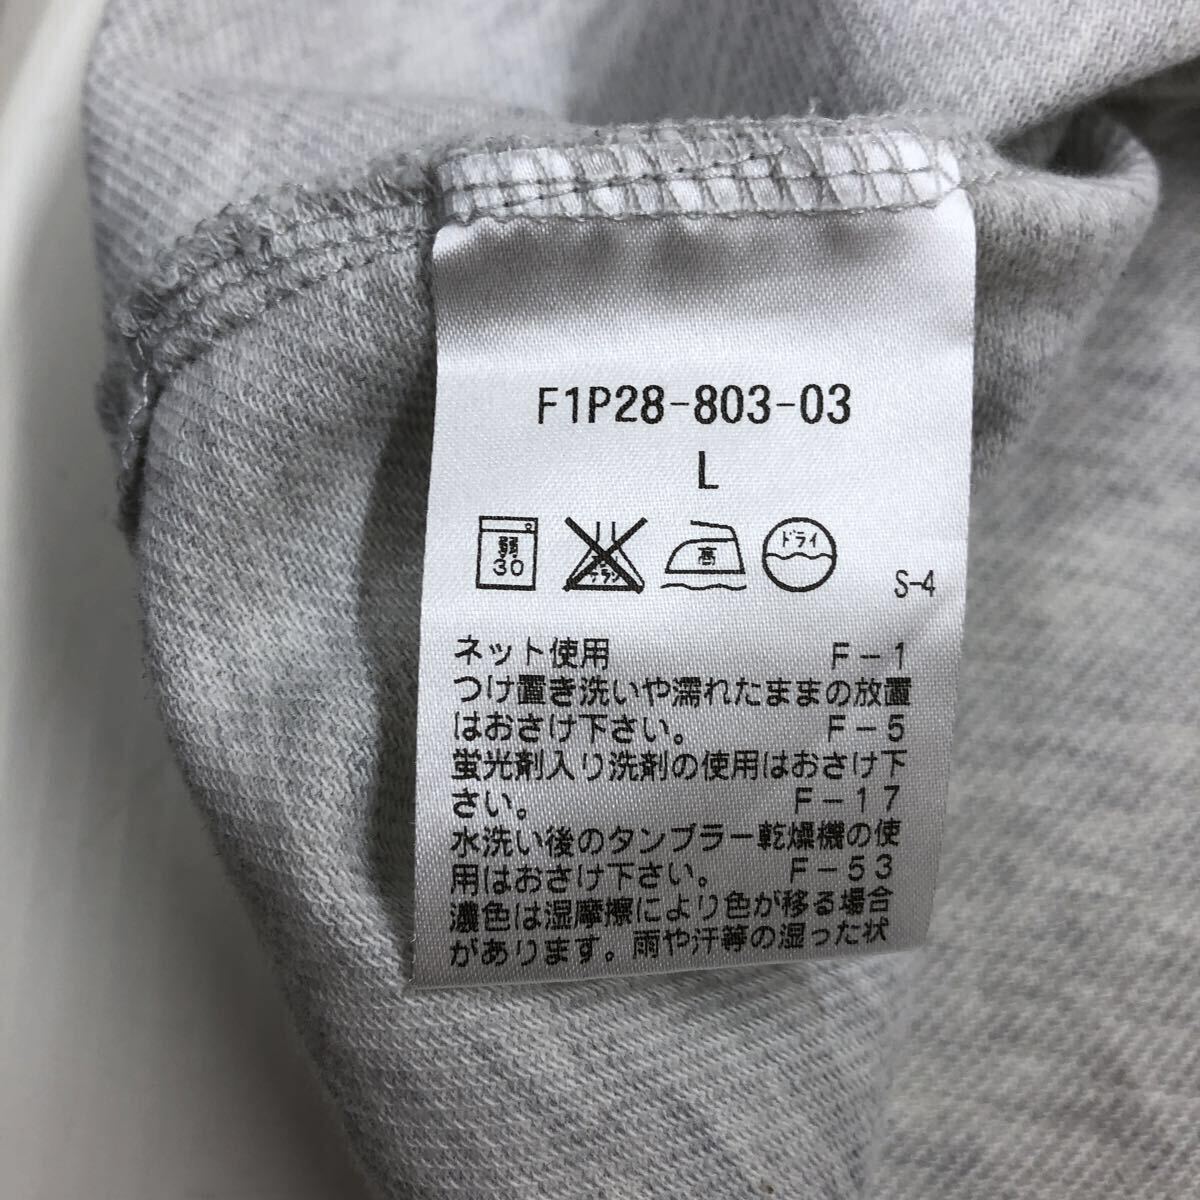 F1P28-803-03
L
弱
30
高
ドライ
S-4
ネット使用 F-1
つけ置き洗いや濡れたままの放置
はおさけ下さい。 F-5
蛍光剤入り洗剤の使用はおさけ下
さい。 F-17
水洗い後のタンブラー乾燥機の使
用はおさけ下さい。 F-53
濃色は湿摩擦により色が移る場合
があります。雨や汗等の湿った状